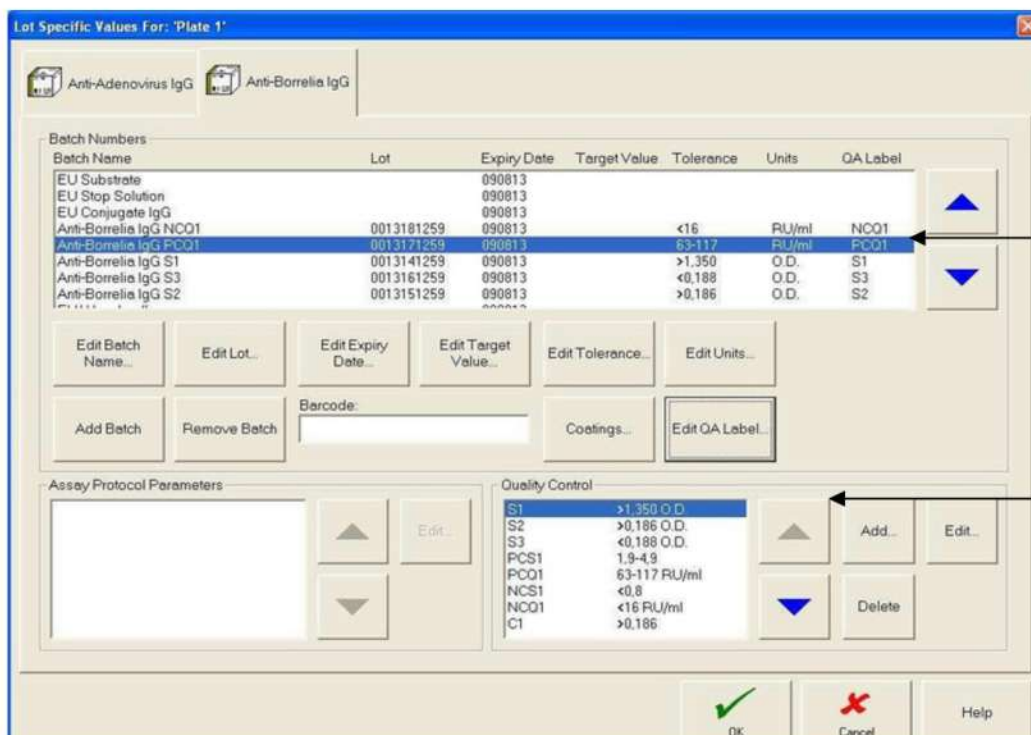 Lot Specific Values For: 'Plate 1'
Anti-Adenovirus IgG Anti-Borrelia IgG
Batch Numbers
Batch Name Lot Expiry Date Target Value Tolerance Units QA Label
EU Substrate 090813
EU Stop Solution 090813
EU Conjugate IgG 090813
Anti-Borrelia IgG NCQ1 0013181259 090813 <16 RU/ml NCQ1
Anti-Borrelia IgG PCQ1 0013171259 090813 63-117 RU/ml PCQ1
Anti-Borrelia IgG S1 0013141259 090813 >1,350 O.D. S1
Anti-Borrelia IgG S3 0013161259 090813 <0,188 O.D. S3
Anti-Borrelia IgG S2 0013151259 090813 >0,186 O.D. S2
Edit Batch Name... Edit Lot... Edit Expiry Date... Edit Target Value... Edit Tolerance... Edit Units...
Barcode:
Add Batch Remove Batch Coatings... Edit QA Label...
Assay Protocol Parameters Quality Control
S1 >1,350 O.D.
S2 >0,186 O.D.
Edit... Add... Edit...
S3 <0,188 O.D.
PCS1 1,9-4,9
PCQ1 63-117 RU/ml
NCS1 <0,8
NCQ1 <16 RU/ml
Delete
C1 >0,186
OK Cancel Help